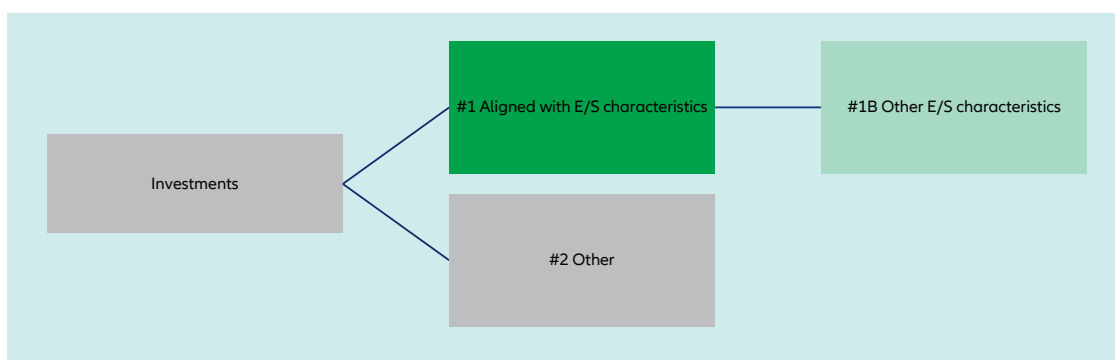 #1 Aligned with E/S characteristics
#1B Other E/S characteristics
Investments
#2 Other